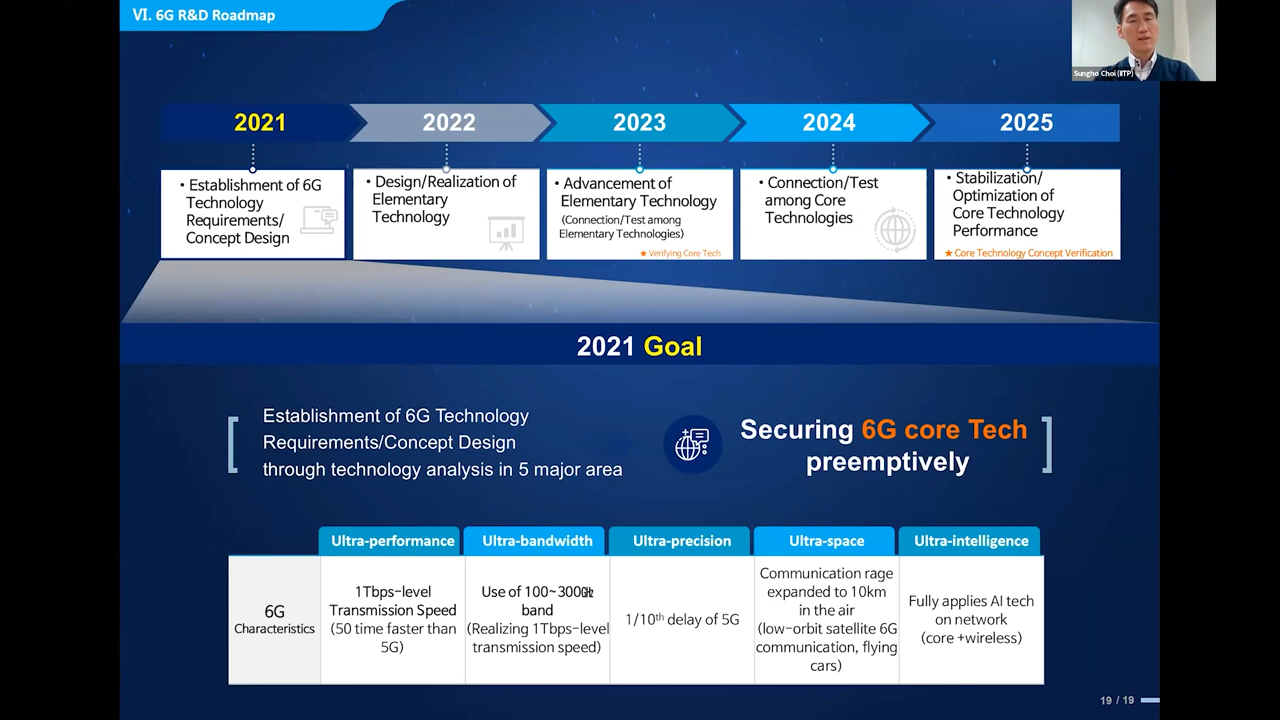 VI. 6G R&D Roadmap
Sungho Choi (IITP)
2021
2022
2023
2024
2025
• Establishment of 6G
Technology
Requirements/
Concept Design
• Design/Realization of
Elementary
Technology
• Advancement of
Elementary Technology
(Connection/Test among
Elementary Technologies)
★ Verifying Core Tech
• Connection/Test
among Core
Technologies
• Stabilization/
Optimization of
Core Technology
Performance
★ Core Technology Concept Verification
2021 Goal
Establishment of 6G Technology
Requirements/Concept Design
through technology analysis in 5 major area
Securing 6G core Tech
preemptively
Ultra-performance
Ultra-bandwidth
Ultra-precision
Ultra-space
Ultra-intelligence
6G
Characteristics
1Tbps-level
Transmission Speed
(50 time faster than
5G)
Use of 100~300㎓
band
(Realizing 1Tbps-level
transmission speed)
1/10th delay of 5G
Communication rage
expanded to 10km
in the air
(low-orbit satellite 6G
communication, flying
cars)
Fully applies AI tech
on network
(core +wireless)
19 / 19